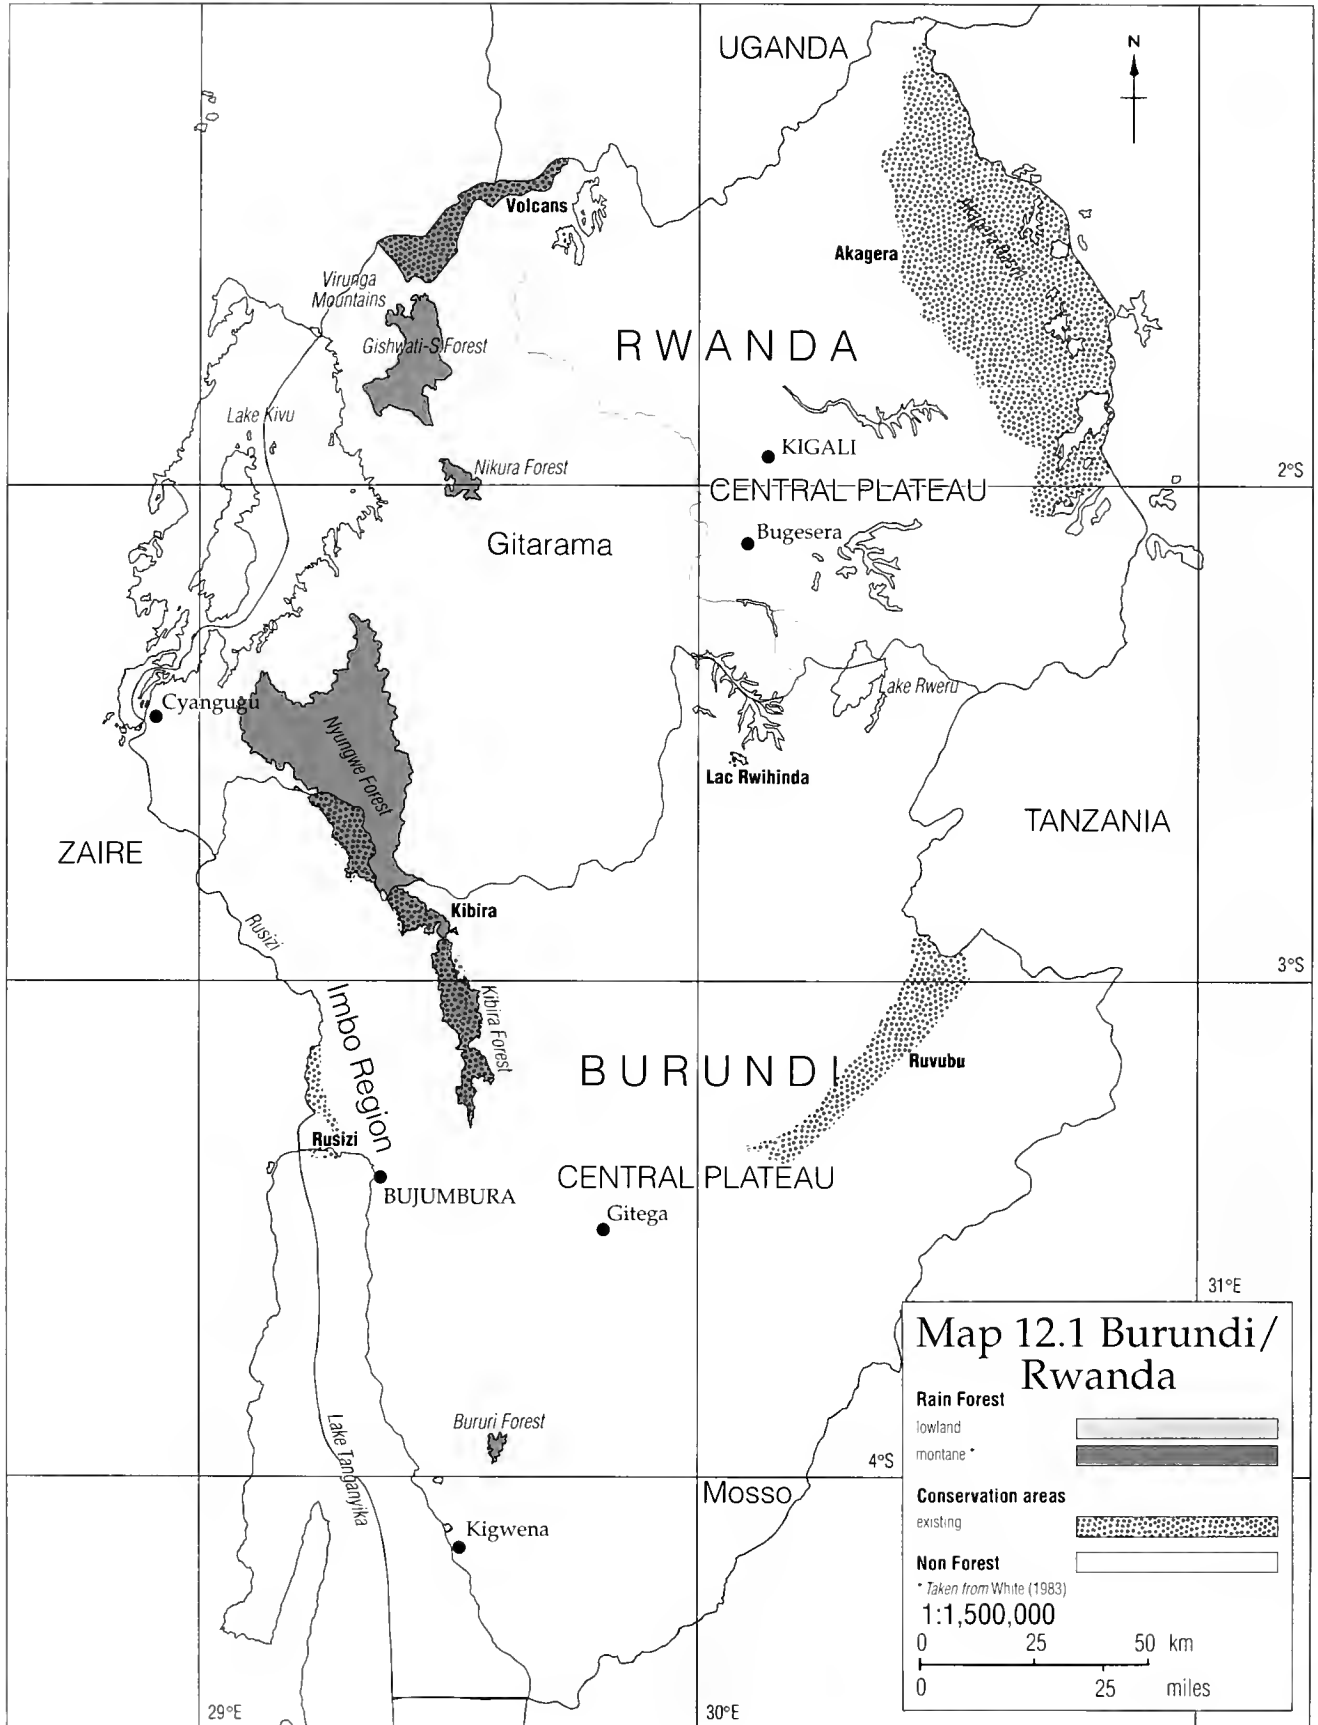 UGANDA
N
Volcans
Akagera
Virunga
Mountains
Gishwati-S Forest
RWANDA
Lake Kivu
KIGALI
Nikura Forest
2°S
CENTRAL PLATEAU
Bugesera
Gitarama
Lake Rweru
Cyangugu
Nyungwe Forest
Lac Rwihinda
TANZANIA
ZAIRE
Kibira
Rusizi
3°S
Imbo Region
Kibira Forest
BURUNDI
Ruvubu
Rusizi
CENTRAL PLATEAU
BUJUMBURA
Gitega
31°E
Map 12.1 Burundi/
Rwanda
Rain Forest
lowland
montane *
Bururi Forest
Lake Tanganyika
4°S
Mosso
Conservation areas
existing
Kigwena
Non Forest
* Taken from White (1983)
1:1,500,000
0 25 50 km
0 25 miles
29°E
30°E